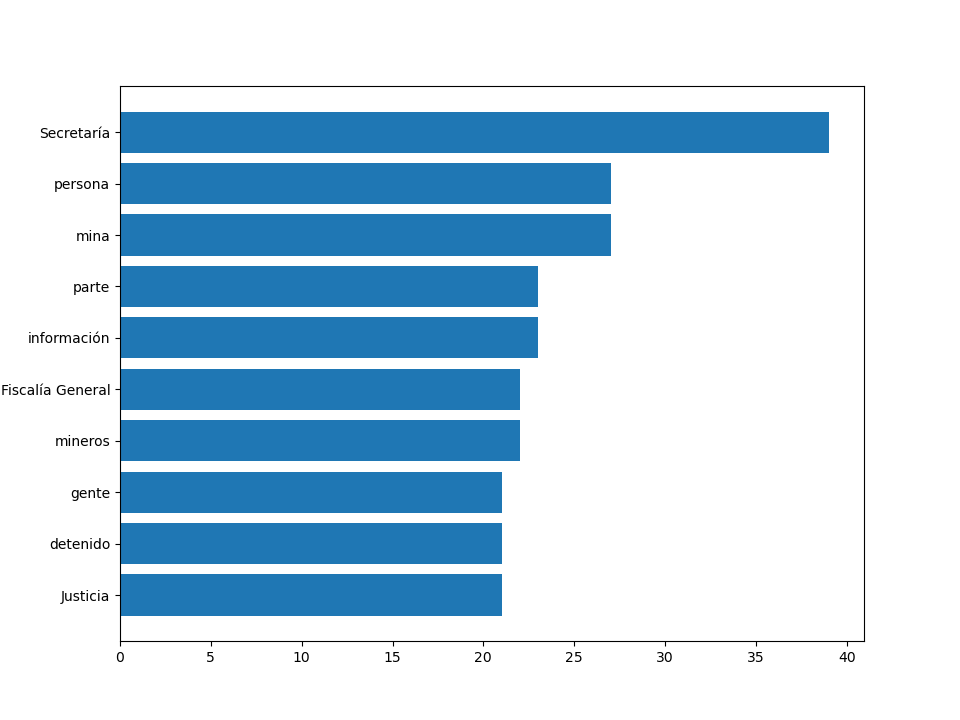 Secretaría
persona
mina
parte
información
Fiscalía General
mineros
gente
detenido
Justicia
0 5 10 15 20 25 30 35 40